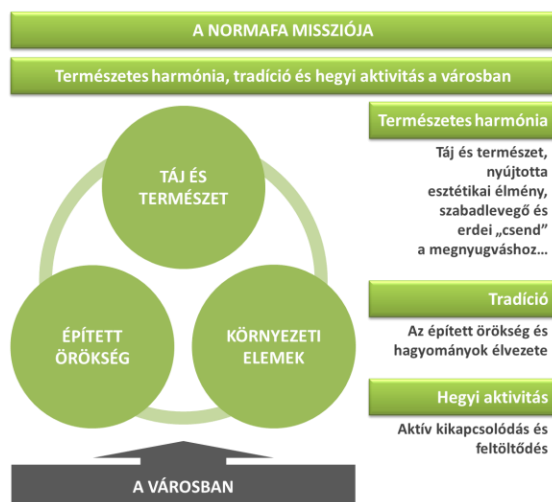 A NORMAFA MISSZIÓJA
Természetes harmónia, tradíció és hegyi aktivitás a városban
TÁJ ÉS
TERMÉSZET
ÉPÍTETT
ÖRÖKSÉG
KÖRNYEZETI
ELEMEK
A VÁROSBAN
Természetes harmónia
Táj és természet,
nyújtotta
esztétikai élmény,
szabadlevegő és
erdei „csend”
a megnyugváshoz...
Tradíció
Az épített örökség és
hagyományok élvezete
Hegyi aktivitás
Aktív kikapcsolódás és
feltöltődés